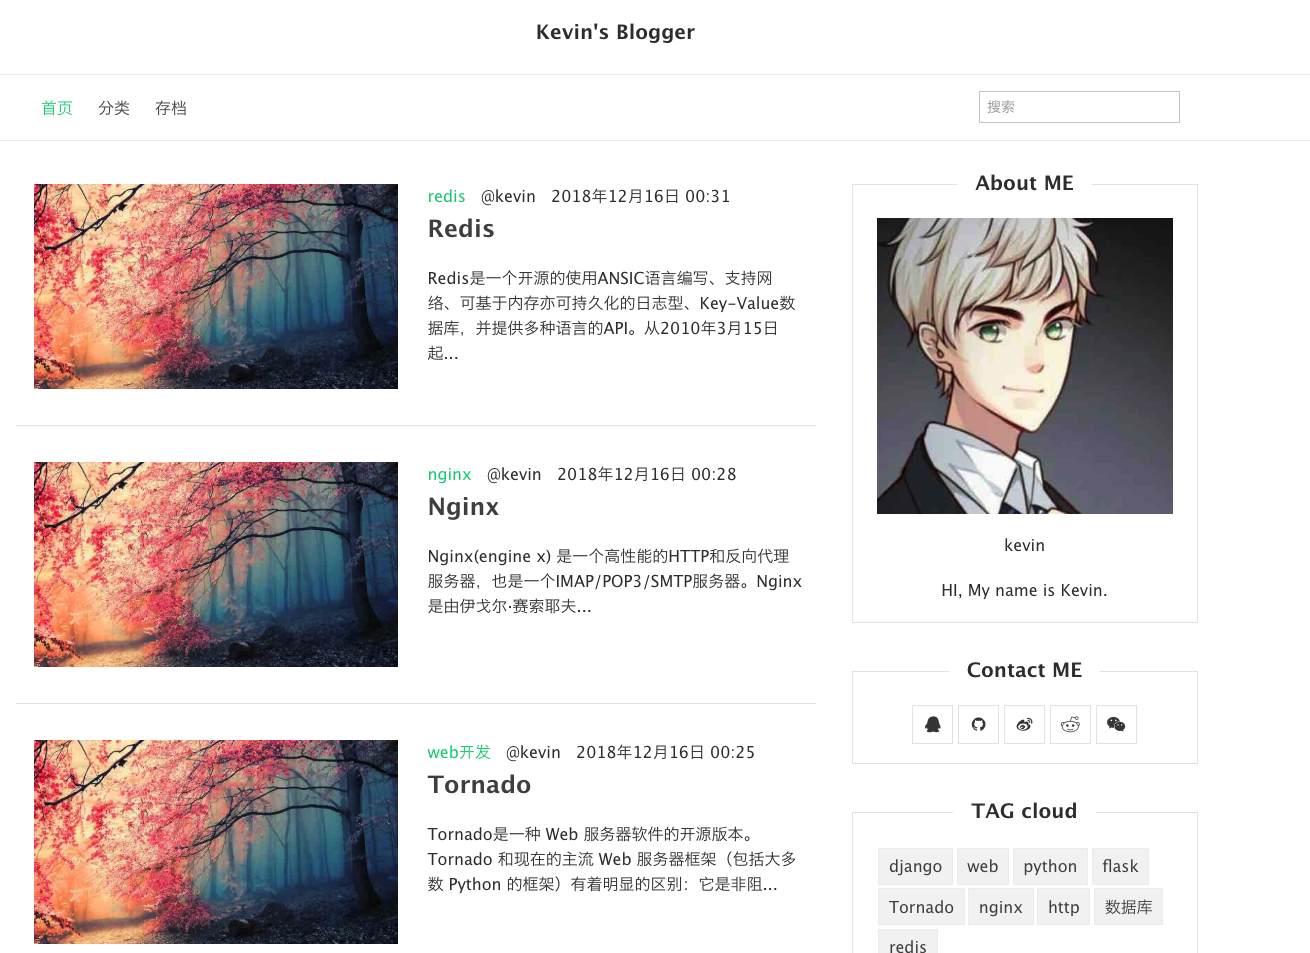 Kevin's Blogger
首页 分类 存档
搜索
redis @kevin 2018年12月16日 00:31
Redis
Redis是一个开源的使用ANSIC语言编写、支持网
络、可基于内存亦可持久化的日志型、Key-Value数
据库，并提供多种语言的API。从2010年3月15日
起...
nginx @kevin 2018年12月16日 00:28
Nginx
Nginx(engine x) 是一个高性能的HTTP和反向代理
服务器，也是一个IMAP/POP3/SMTP服务器。Nginx
是由伊戈尔·赛索耶夫...
web开发 @kevin 2018年12月16日 00:25
Tornado
Tornado是一种 Web 服务器软件的开源版本。
Tornado 和现在的主流 Web 服务器框架（包括大多
数 Python 的框架）有着明显的区别：它是非阻...
About ME
kevin
HI, My name is Kevin.
Contact ME
TAG cloud
django web python flask
Tornado nginx http 数据库
redis